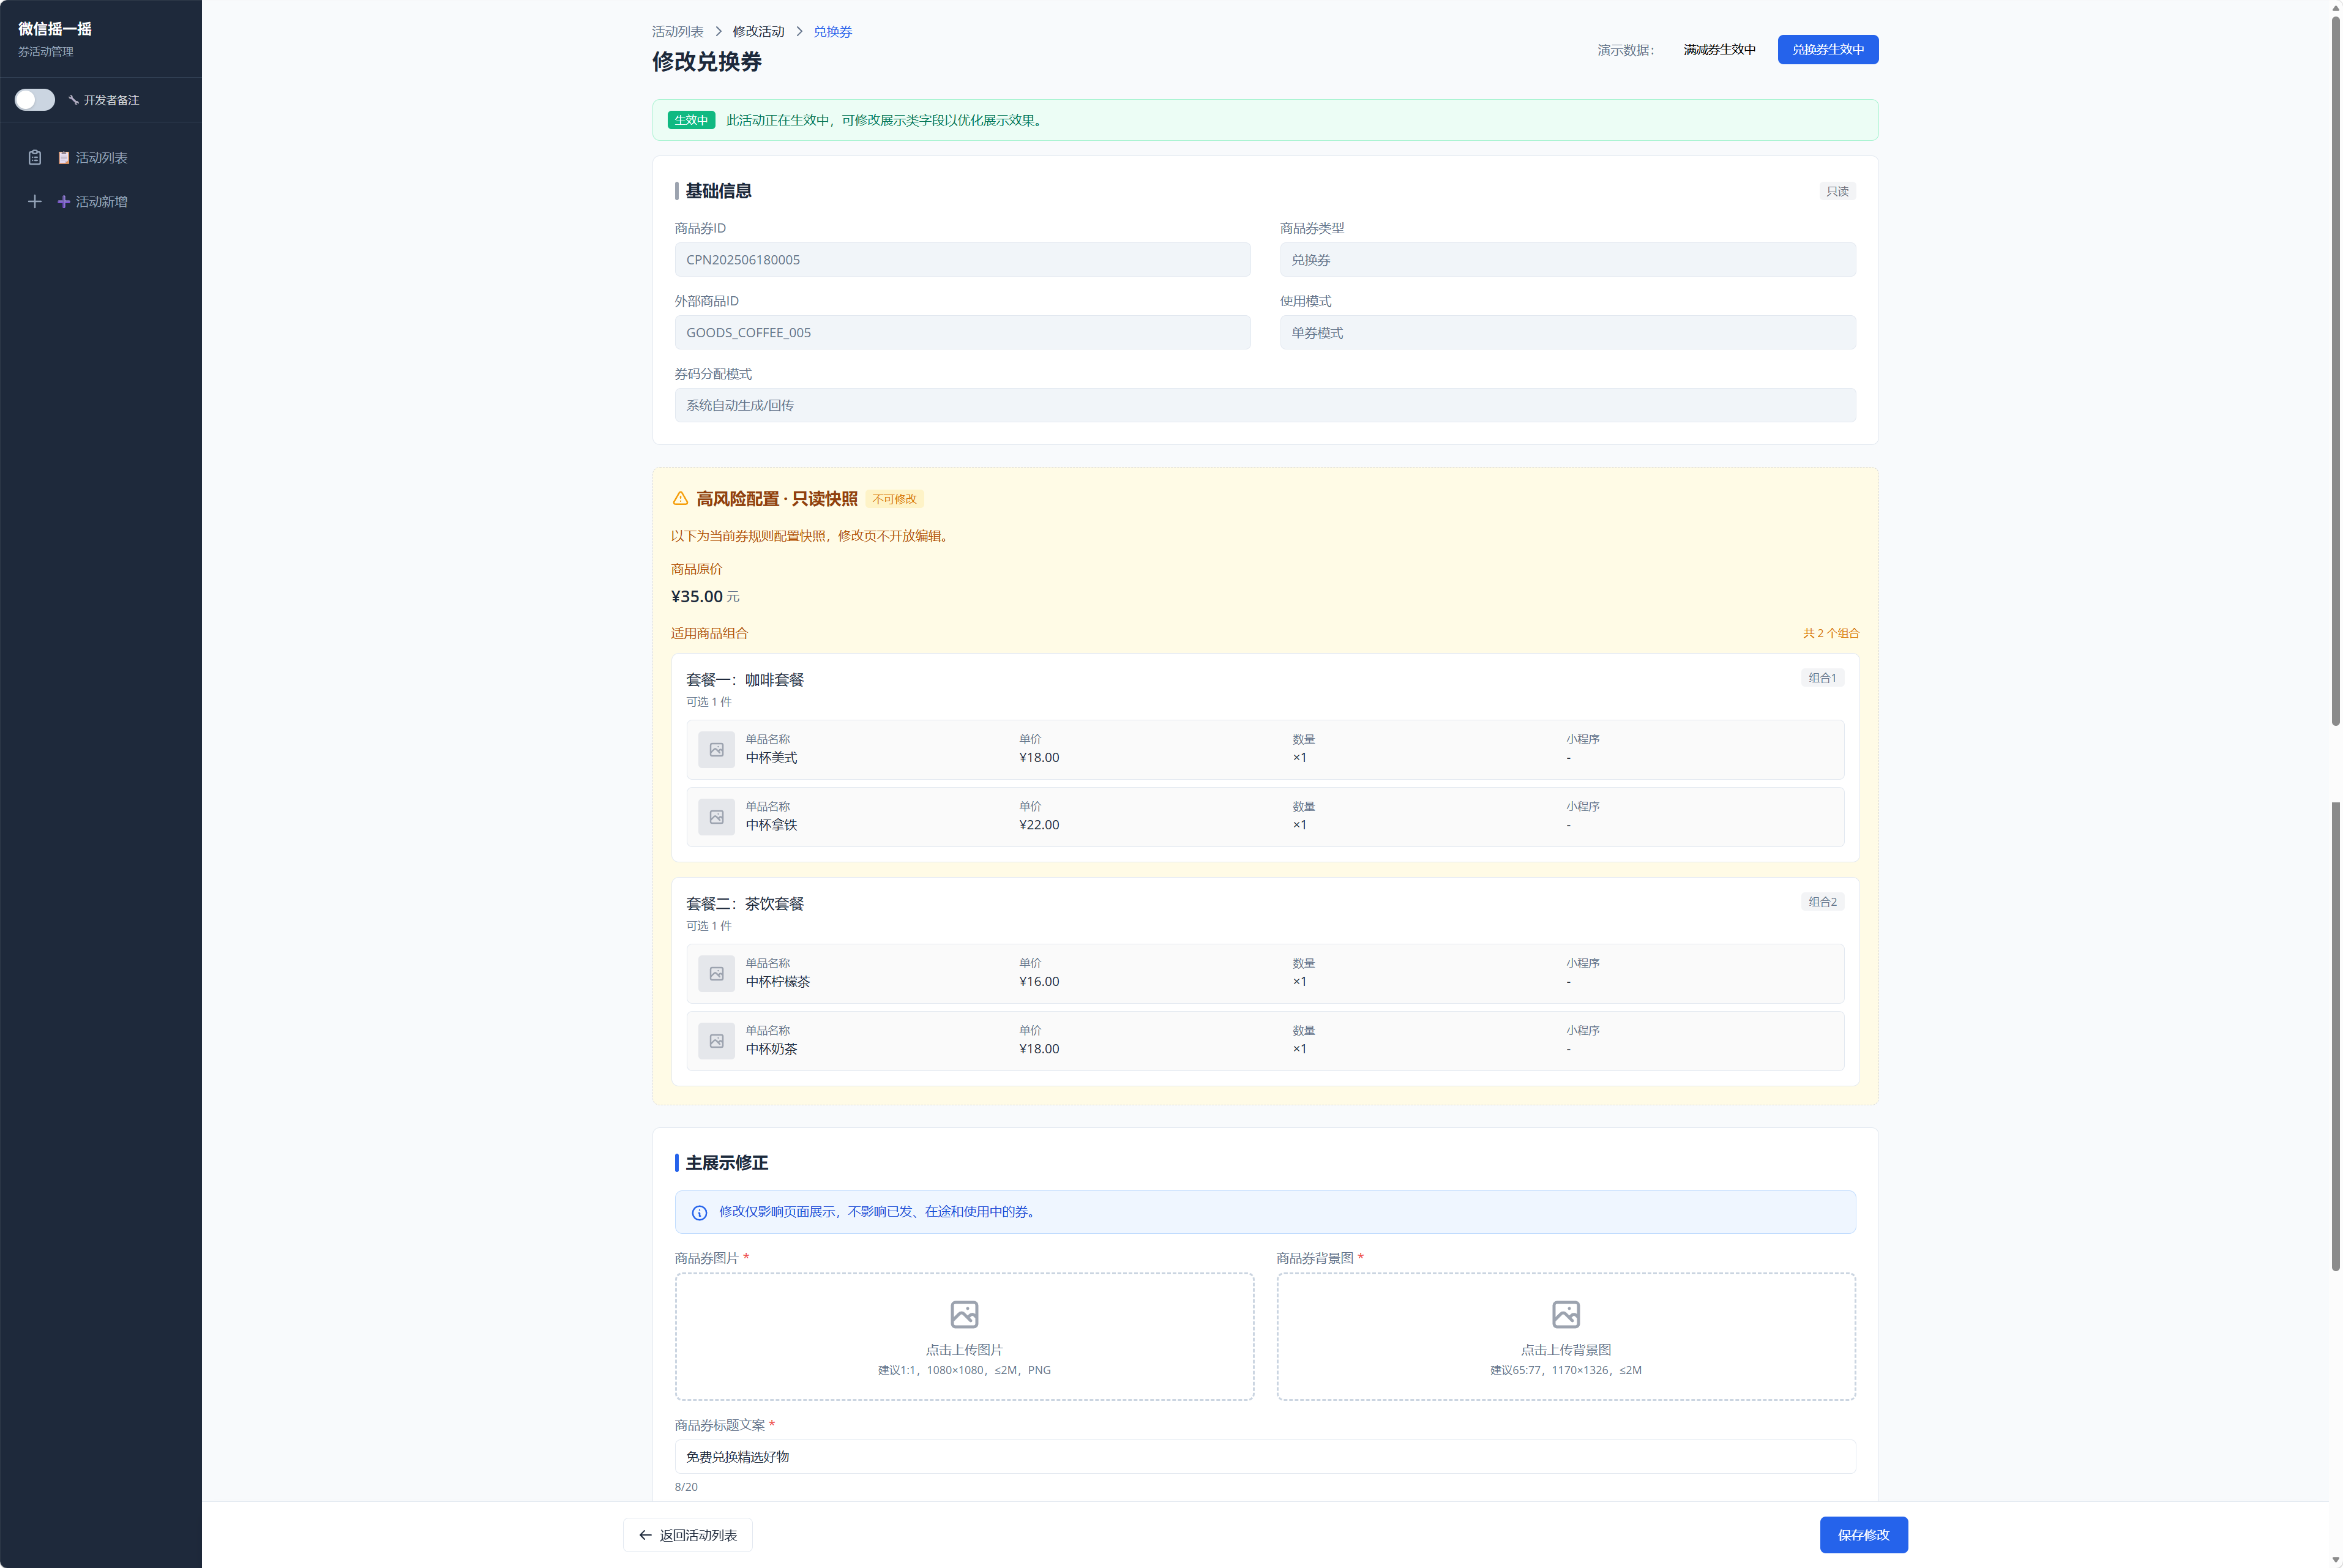 微信摇一摇
券活动管理
开发者备注
活动列表
活动新增
活动列表 > 修改活动 > 兑换券
修改兑换券
演示数据： 满减券生效中 兑换券生效中
生效中 此活动正在生效中，可修改展示类字段以优化展示效果。
基础信息 只读
商品券ID 商品券类型
CPN202506180005 兑换券
外部商品ID 使用模式
GOODS_COFFEE_005 单券模式
券码分配模式
系统自动生成/回传
高风险配置 · 只读快照 不可修改
以下为当前券规则配置快照，修改页不开放编辑。
商品原价
¥35.00 元
适用商品组合 共 2 个组合
套餐一：咖啡套餐 组合1
可选 1 件
单品名称 单价 数量 小程序
中杯美式 ¥18.00 ×1 -
单品名称 单价 数量 小程序
中杯拿铁 ¥22.00 ×1 -
套餐二：茶饮套餐 组合2
可选 1 件
单品名称 单价 数量 小程序
中杯柠檬茶 ¥16.00 ×1 -
单品名称 单价 数量 小程序
中杯奶茶 ¥18.00 ×1 -
主展示修正
修改仅影响页面展示，不影响已发、在途和使用中的券。
商品券图片 * 商品券背景图 *
点击上传图片 点击上传背景图
建议1:1，1080×1080，≤2M，PNG 建议65:77，1170×1326，≤2M
商品券标题文案 *
免费兑换精选好物
8/20
返回活动列表 保存修改